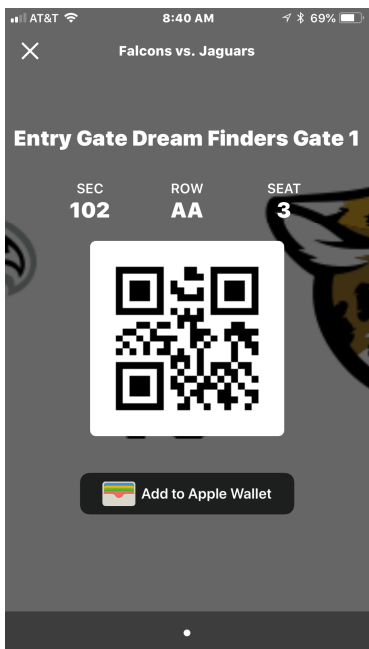 AT&T 8:40 AM 69%
Falcons vs. Jaguars
Entry Gate Dream Finders Gate 1
SEC ROW SEAT
102 AA 3
Add to Apple Wallet